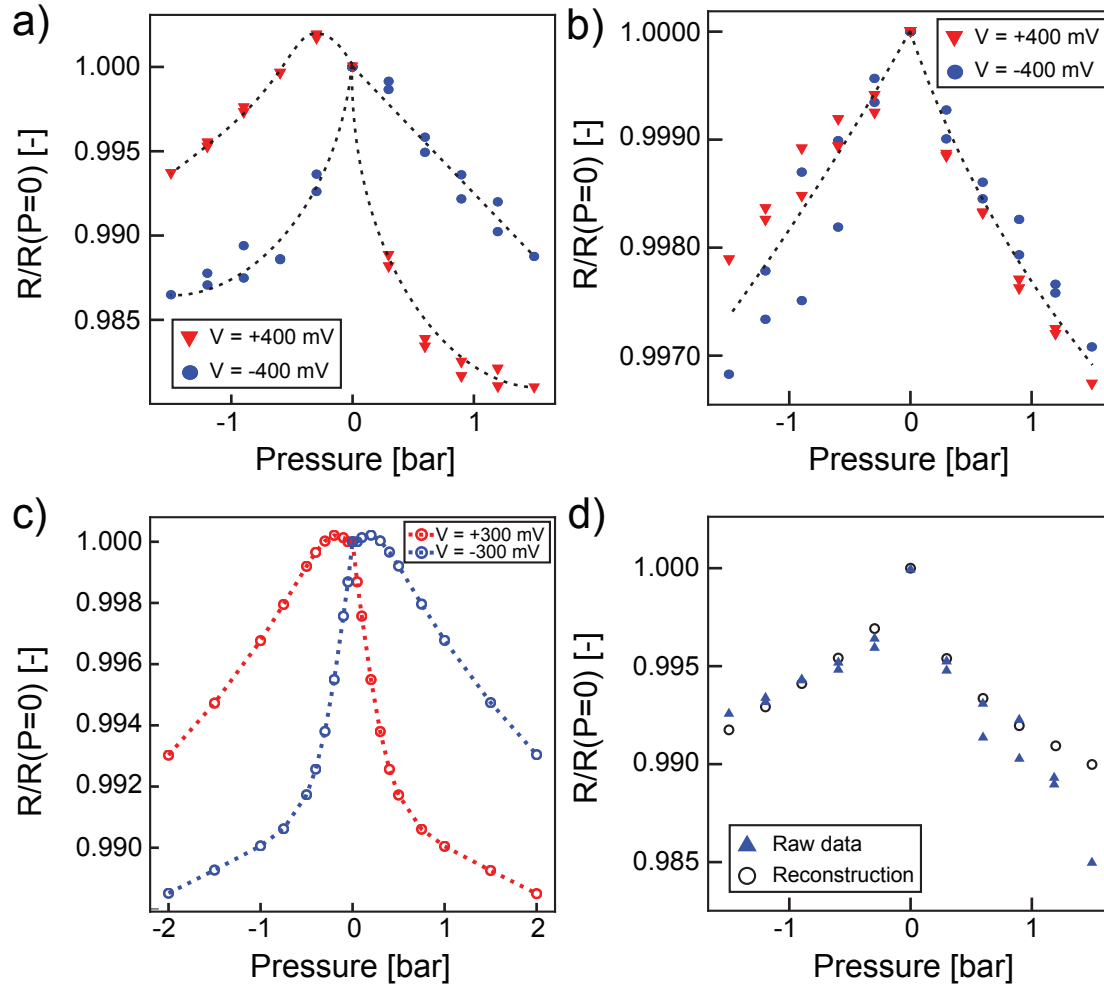 a)
1.000
0.995
0.990
0.985
R/R(P=0) [-]
V = +400 mV
V = -400 mV
-1
0
1
Pressure [bar]
b)
1.0000
0.9990
0.9980
0.9970
R/R(P=0) [-]
V = +400 mV
V = -400 mV
-1
0
1
Pressure [bar]
c)
1.000
0.998
0.996
0.994
0.992
0.990
R/R(P=0) [-]
V = +300 mV
V = -300 mV
-2
-1
0
1
2
Pressure [bar]
d)
1.000
0.995
0.990
0.985
R/R(P=0) [-]
Raw data
Reconstruction
-1
0
1
Pressure [bar]